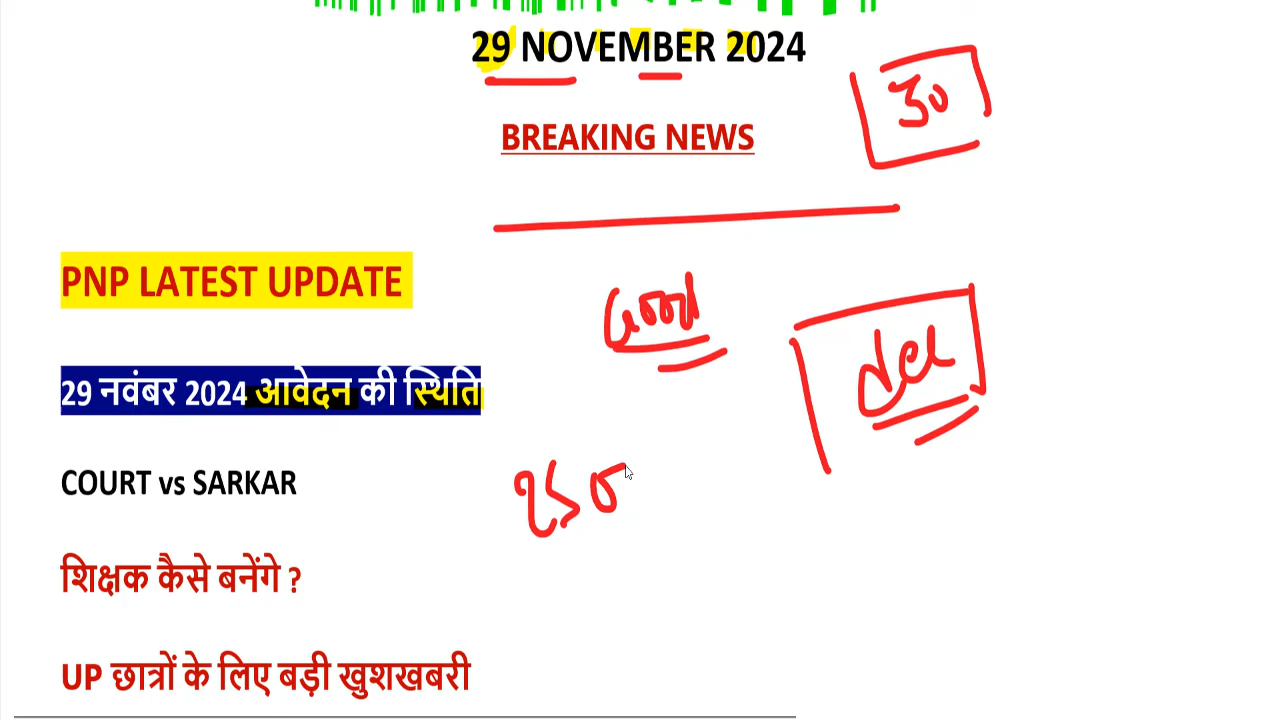 29 NOVEMBER 2024
30
BREAKING NEWS
PNP LATEST UPDATE
Good
29 नवंबर 2024 आवेदन की स्थिति
COURT vs SARKAR
शिक्षक कैसे बनेंगे ?
UP छात्रों के लिए बड़ी खुशखबरी